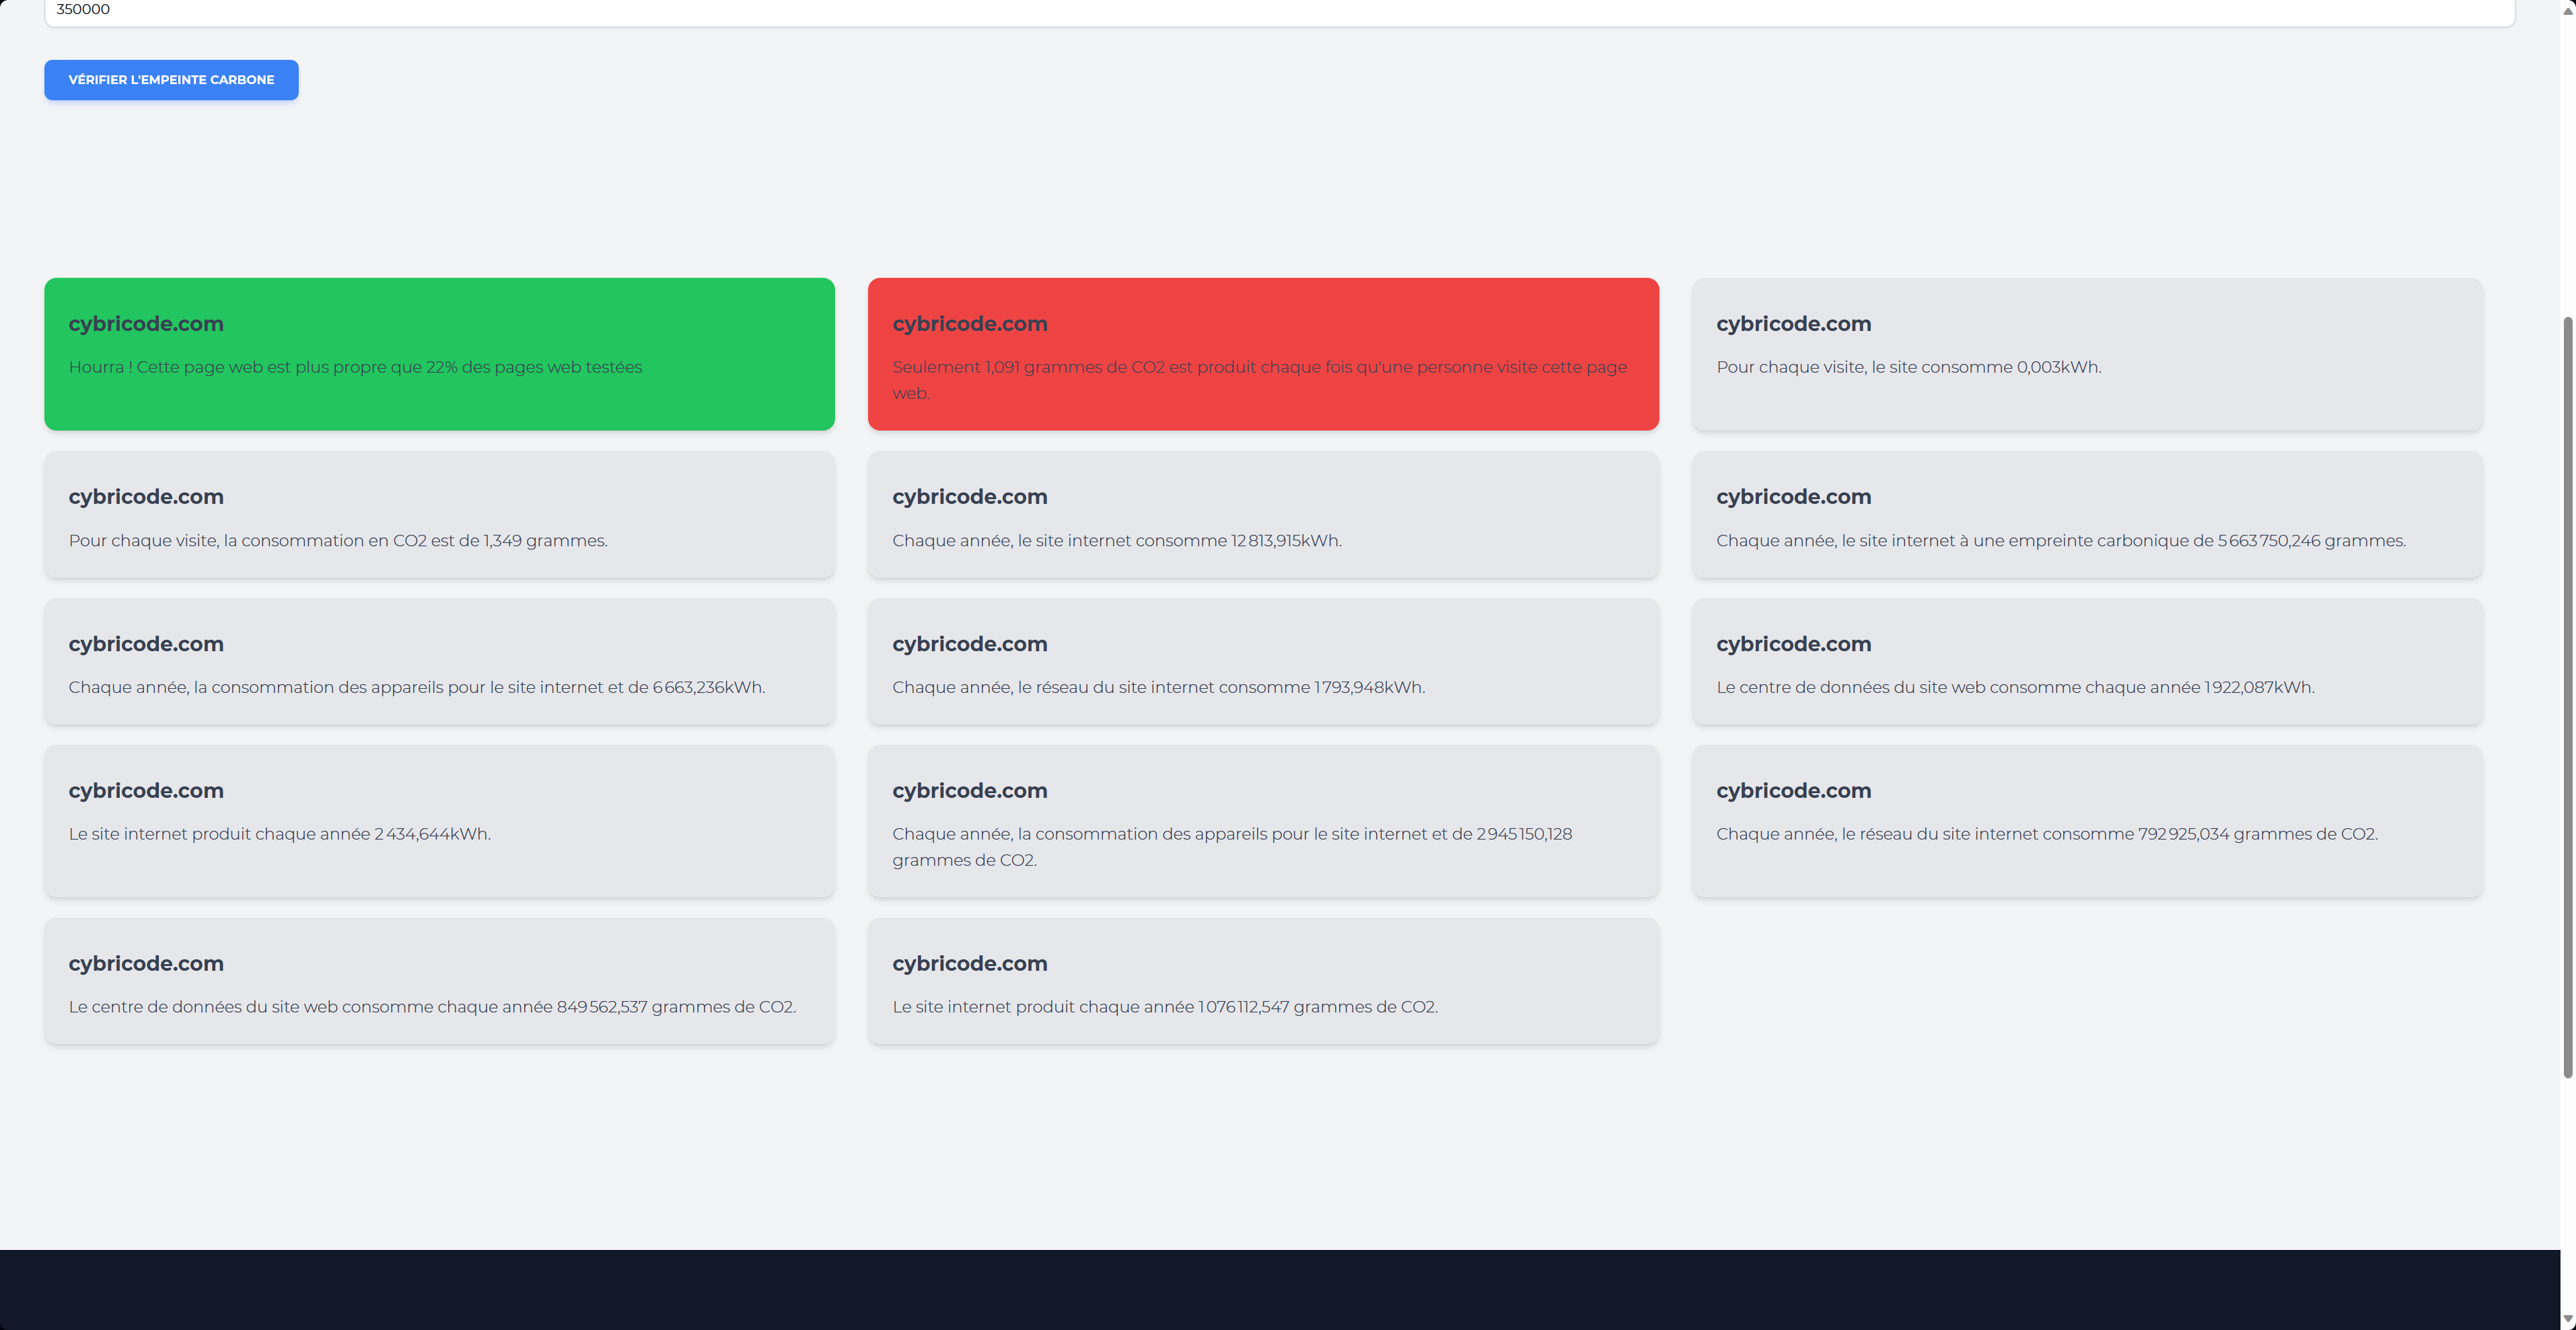 350000
VÉRIFIER L'EMPEINTE CARBONE
cybricode.com
Hourra ! Cette page web est plus propre que 22% des pages web testées
cybricode.com
Seulement 1,091 grammes de CO2 est produit chaque fois qu'une personne visite cette page
web.
cybricode.com
Pour chaque visite, le site consomme 0,003kWh.
cybricode.com
Pour chaque visite, la consommation en CO2 est de 1,349 grammes.
cybricode.com
Chaque année, le site internet consomme 12 813,915kWh.
cybricode.com
Chaque année, le site internet à une empreinte carbonique de 5 663 750,246 grammes.
cybricode.com
Chaque année, la consommation des appareils pour le site internet et de 6 663,236kWh.
cybricode.com
Chaque année, le réseau du site internet consomme 1 793,948kWh.
cybricode.com
Le centre de données du site web consomme chaque année 1 922,087kWh.
cybricode.com
Le site internet produit chaque année 2 434,644kWh.
cybricode.com
Chaque année, la consommation des appareils pour le site internet et de 2 945 150,128
grammes de CO2.
cybricode.com
Chaque année, le réseau du site internet consomme 792 925,034 grammes de CO2.
cybricode.com
Le centre de données du site web consomme chaque année 849 562,537 grammes de CO2.
cybricode.com
Le site internet produit chaque année 1 076 112,547 grammes de CO2.